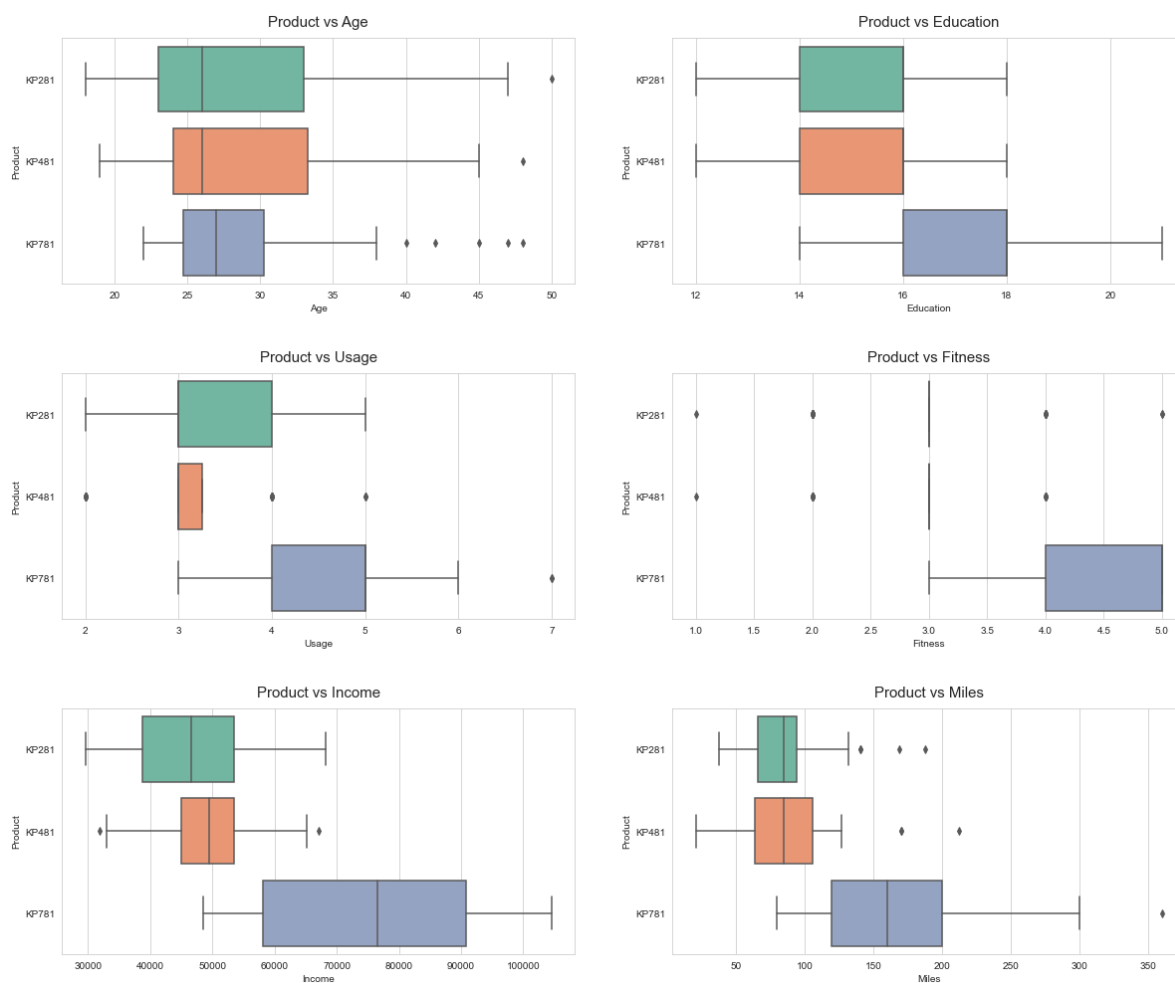 Product vs Age
KP281
KP481
KP781
Product
20 25 30 35 40 45 50
Age
Product vs Education
KP281
KP481
KP781
Product
12 14 16 18 20
Education
Product vs Usage
KP281
KP481
KP781
Product
2 3 4 5 6 7
Usage
Product vs Fitness
KP281
KP481
KP781
Product
1.0 1.5 2.0 2.5 3.0 3.5 4.0 4.5 5.0
Fitness
Product vs Income
KP281
KP481
KP781
Product
30000 40000 50000 60000 70000 80000 90000 100000
Income
Product vs Miles
KP281
KP481
KP781
Product
50 100 150 200 250 300 350
Miles